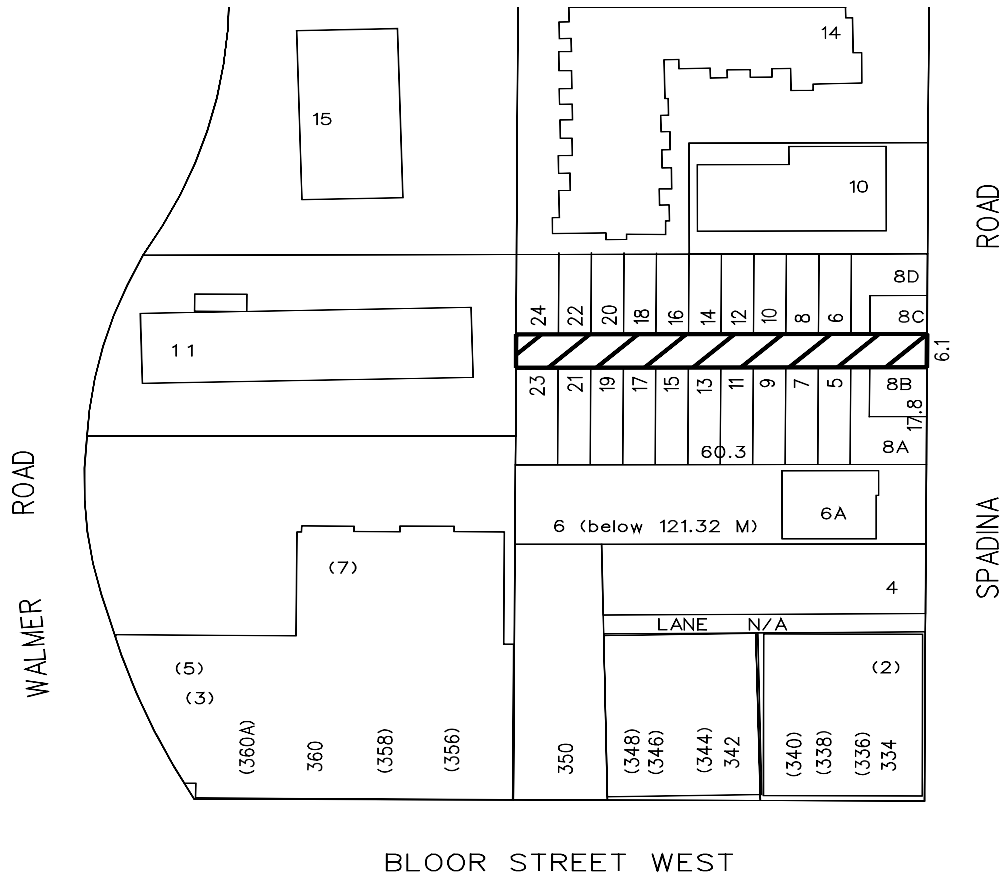 14
15
10
ROAD
8D
24 22 20 18 16 14 12 10 8 6 8C
11
6.1
23 21 19 17 15 13 11 9 7 5 8B
17.8
60.3
8A
ROAD
6 (below 121.32 M)
6A
SPADINA
(7)
4
LANE N/A
WALMER
(5)
(2)
(3)
(360A) 360 (358) (356) 350 (348) (346) (344) 342 (340) (338) (336) 334
BLOOR STREET WEST